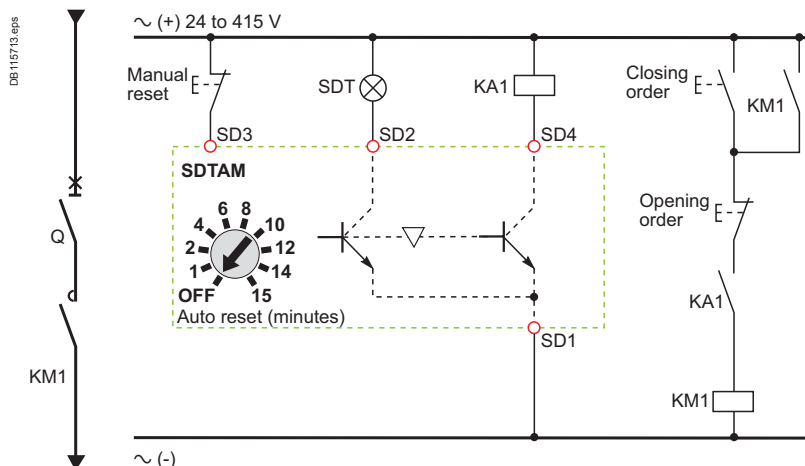 DB115713.eps
∼ (+) 24 to 415 V
Manual
reset
SDT
KA1
Closing
order
KM1
SD3
SD2
SD4
SDTAM
Opening
order
Q
OFF
1
2
4
6
8
10
12
14
15
Auto reset (minutes)
SD1
KA1
KM1
KM1
∼ (-)